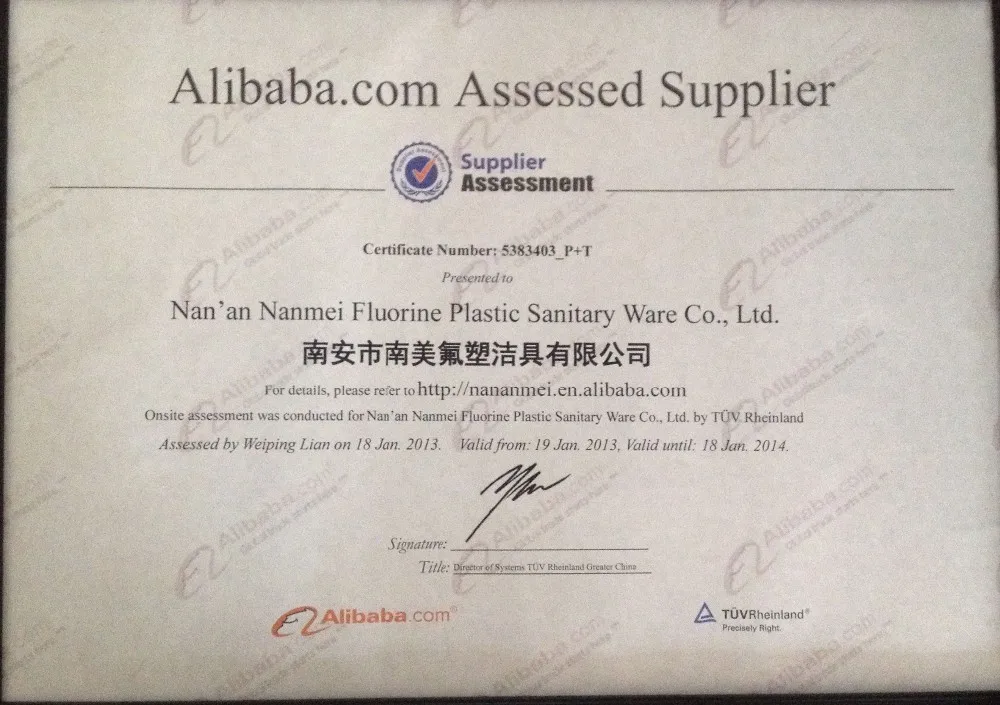 Alibaba.com Assessed Supplier
Supplier Assessment
Supplier
Assessment
Certificate Number: 5383403_P+T
Presented to
Nan'an Nanmei Fluorine Plastic Sanitary Ware Co., Ltd.
南安市南美氟塑洁具有限公司
For details, please refer to http://nananmei.en.alibaba.com
Onsite assessment was conducted for Nan'an Nanmei Fluorine Plastic Sanitary Ware Co., Ltd. by TÜV Rheinland
Assessed by Weiping Lian on 18 Jan. 2013. Valid from: 19 Jan. 2013, Valid until: 18 Jan. 2014.
Signature:
Title: Director of Systems TÜV Rheinland Greater China
Alibaba.com®
TÜVRheinland®
Precisely Right.